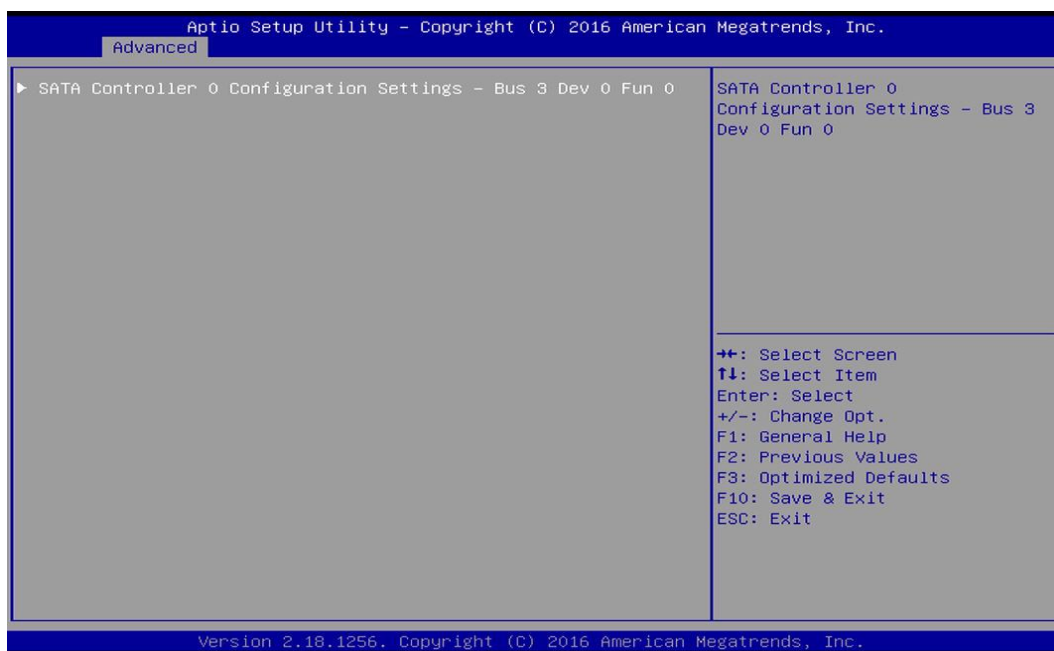 Aptio Setup Utility – Copyright (C) 2016 American Megatrends, Inc.
Advanced
▶ SATA Controller 0 Configuration Settings – Bus 3 Dev 0 Fun 0
SATA Controller 0
Configuration Settings – Bus 3
Dev 0 Fun 0
→←: Select Screen
↑↓: Select Item
Enter: Select
+/-: Change Opt.
F1: General Help
F2: Previous Values
F3: Optimized Defaults
F10: Save & Exit
ESC: Exit
Version 2.18.1256. Copyright (C) 2016 American Megatrends, Inc.